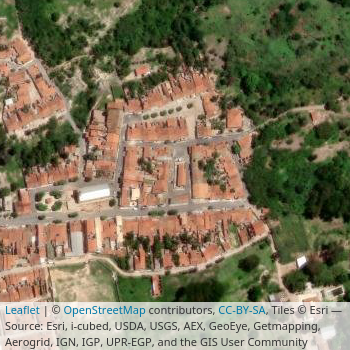 Leaflet | © OpenStreetMap contributors, CC-BY-SA, Tiles © Esri —
Source: Esri, i-cubed, USDA, USGS, AEX, GeoEye, Getmapping,
Aerogrid, IGN, IGP, UPR-EGP, and the GIS User Community